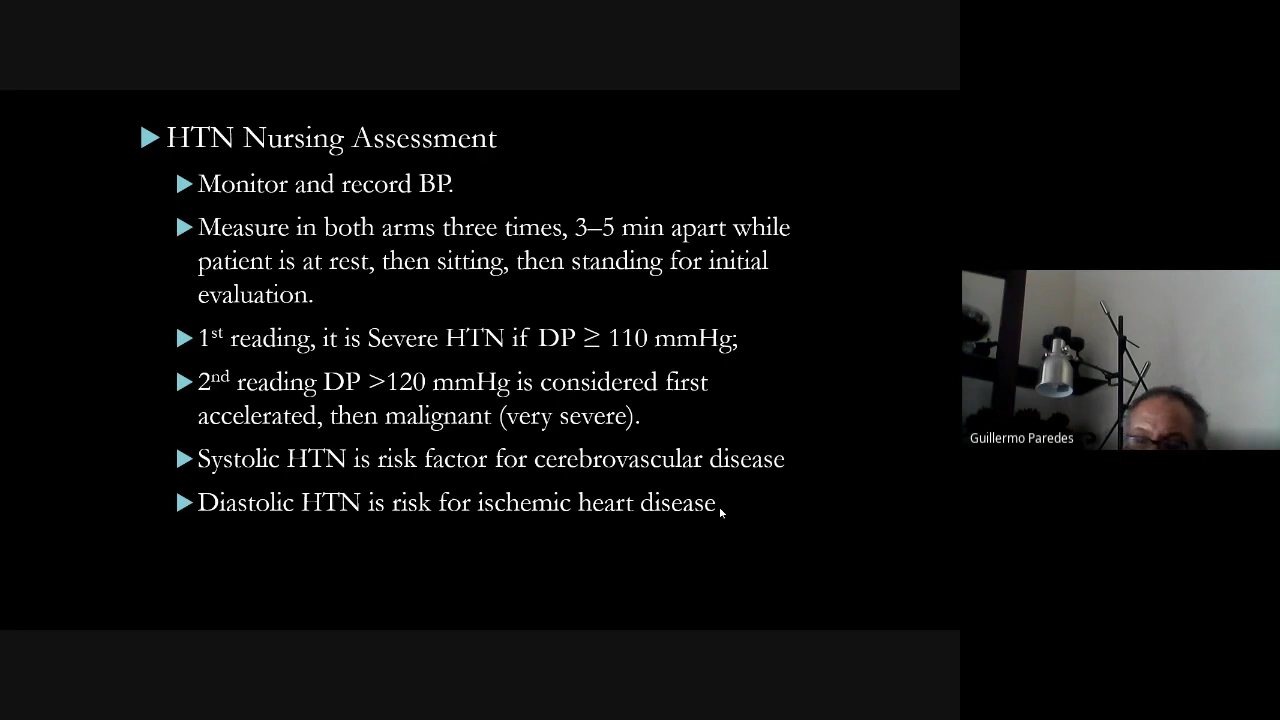 HTN Nursing Assessment
Monitor and record BP.
Measure in both arms three times, 3–5 min apart while
patient is at rest, then sitting, then standing for initial
evaluation.
1st reading, it is Severe HTN if DP ≥ 110 mmHg;
2nd reading DP >120 mmHg is considered first
accelerated, then malignant (very severe).
Systolic HTN is risk factor for cerebrovascular disease
Diastolic HTN is risk for ischemic heart disease
Guillermo Paredes